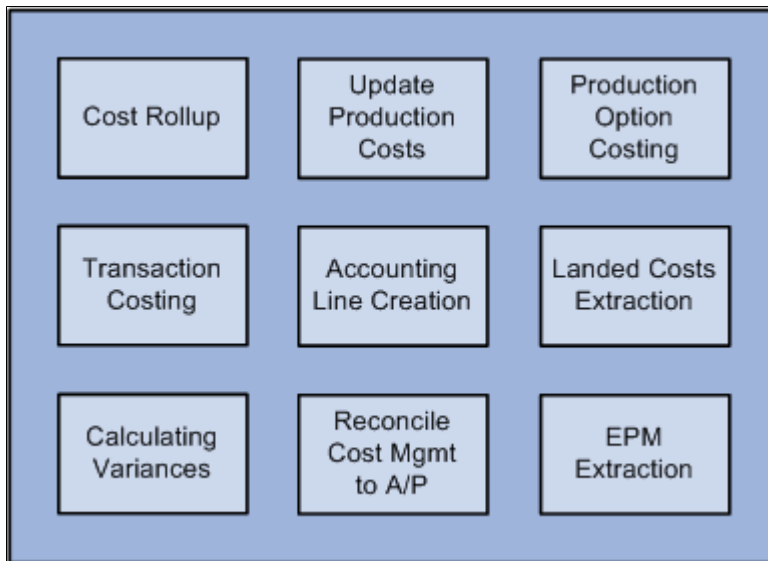 Cost Rollup
Update
Production
Costs
Production
Option
Costing
Transaction
Costing
Accounting
Line Creation
Landed Costs
Extraction
Calculating
Variances
Reconcile
Cost Mgmt
to A/P
EPM
Extraction